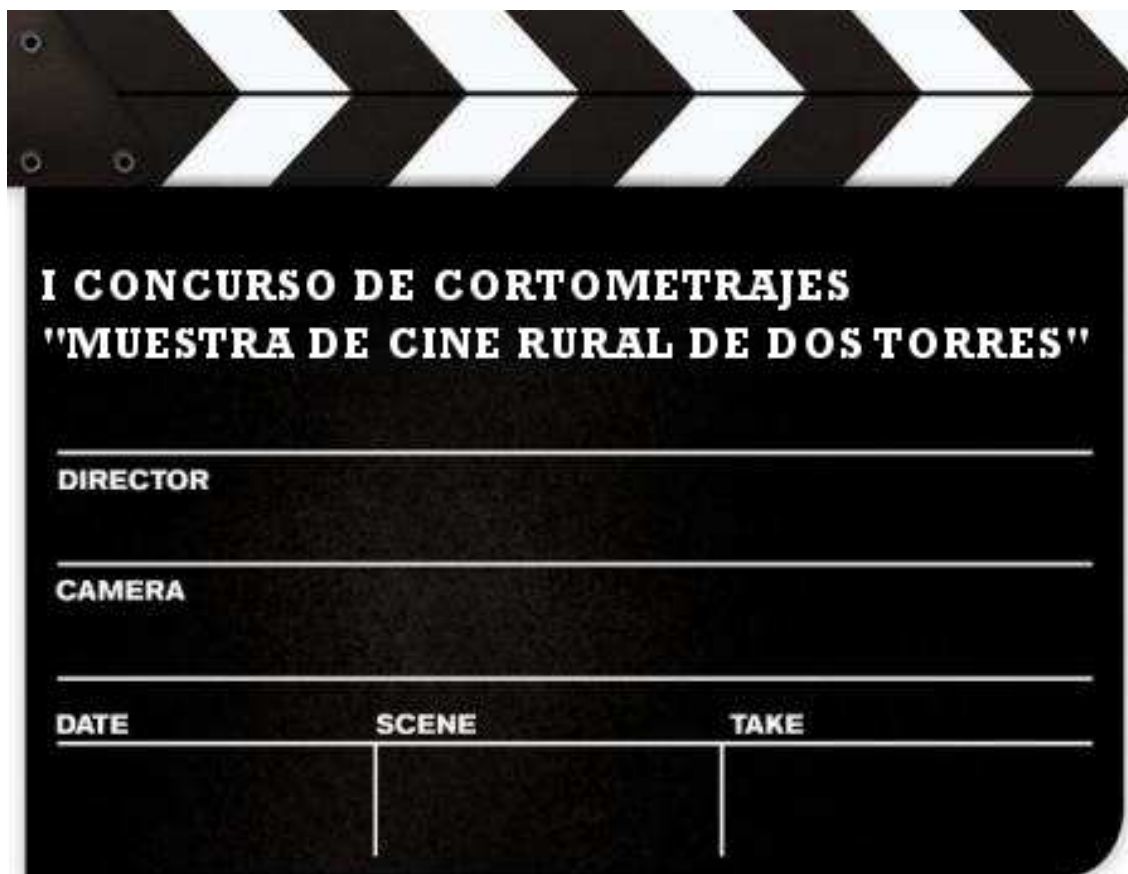 I CONCURSO DE CORTOMETRAJES
"MUESTRA DE CINE RURAL DE DOS TORRES"
DIRECTOR
CAMERA
DATE SCENE TAKE